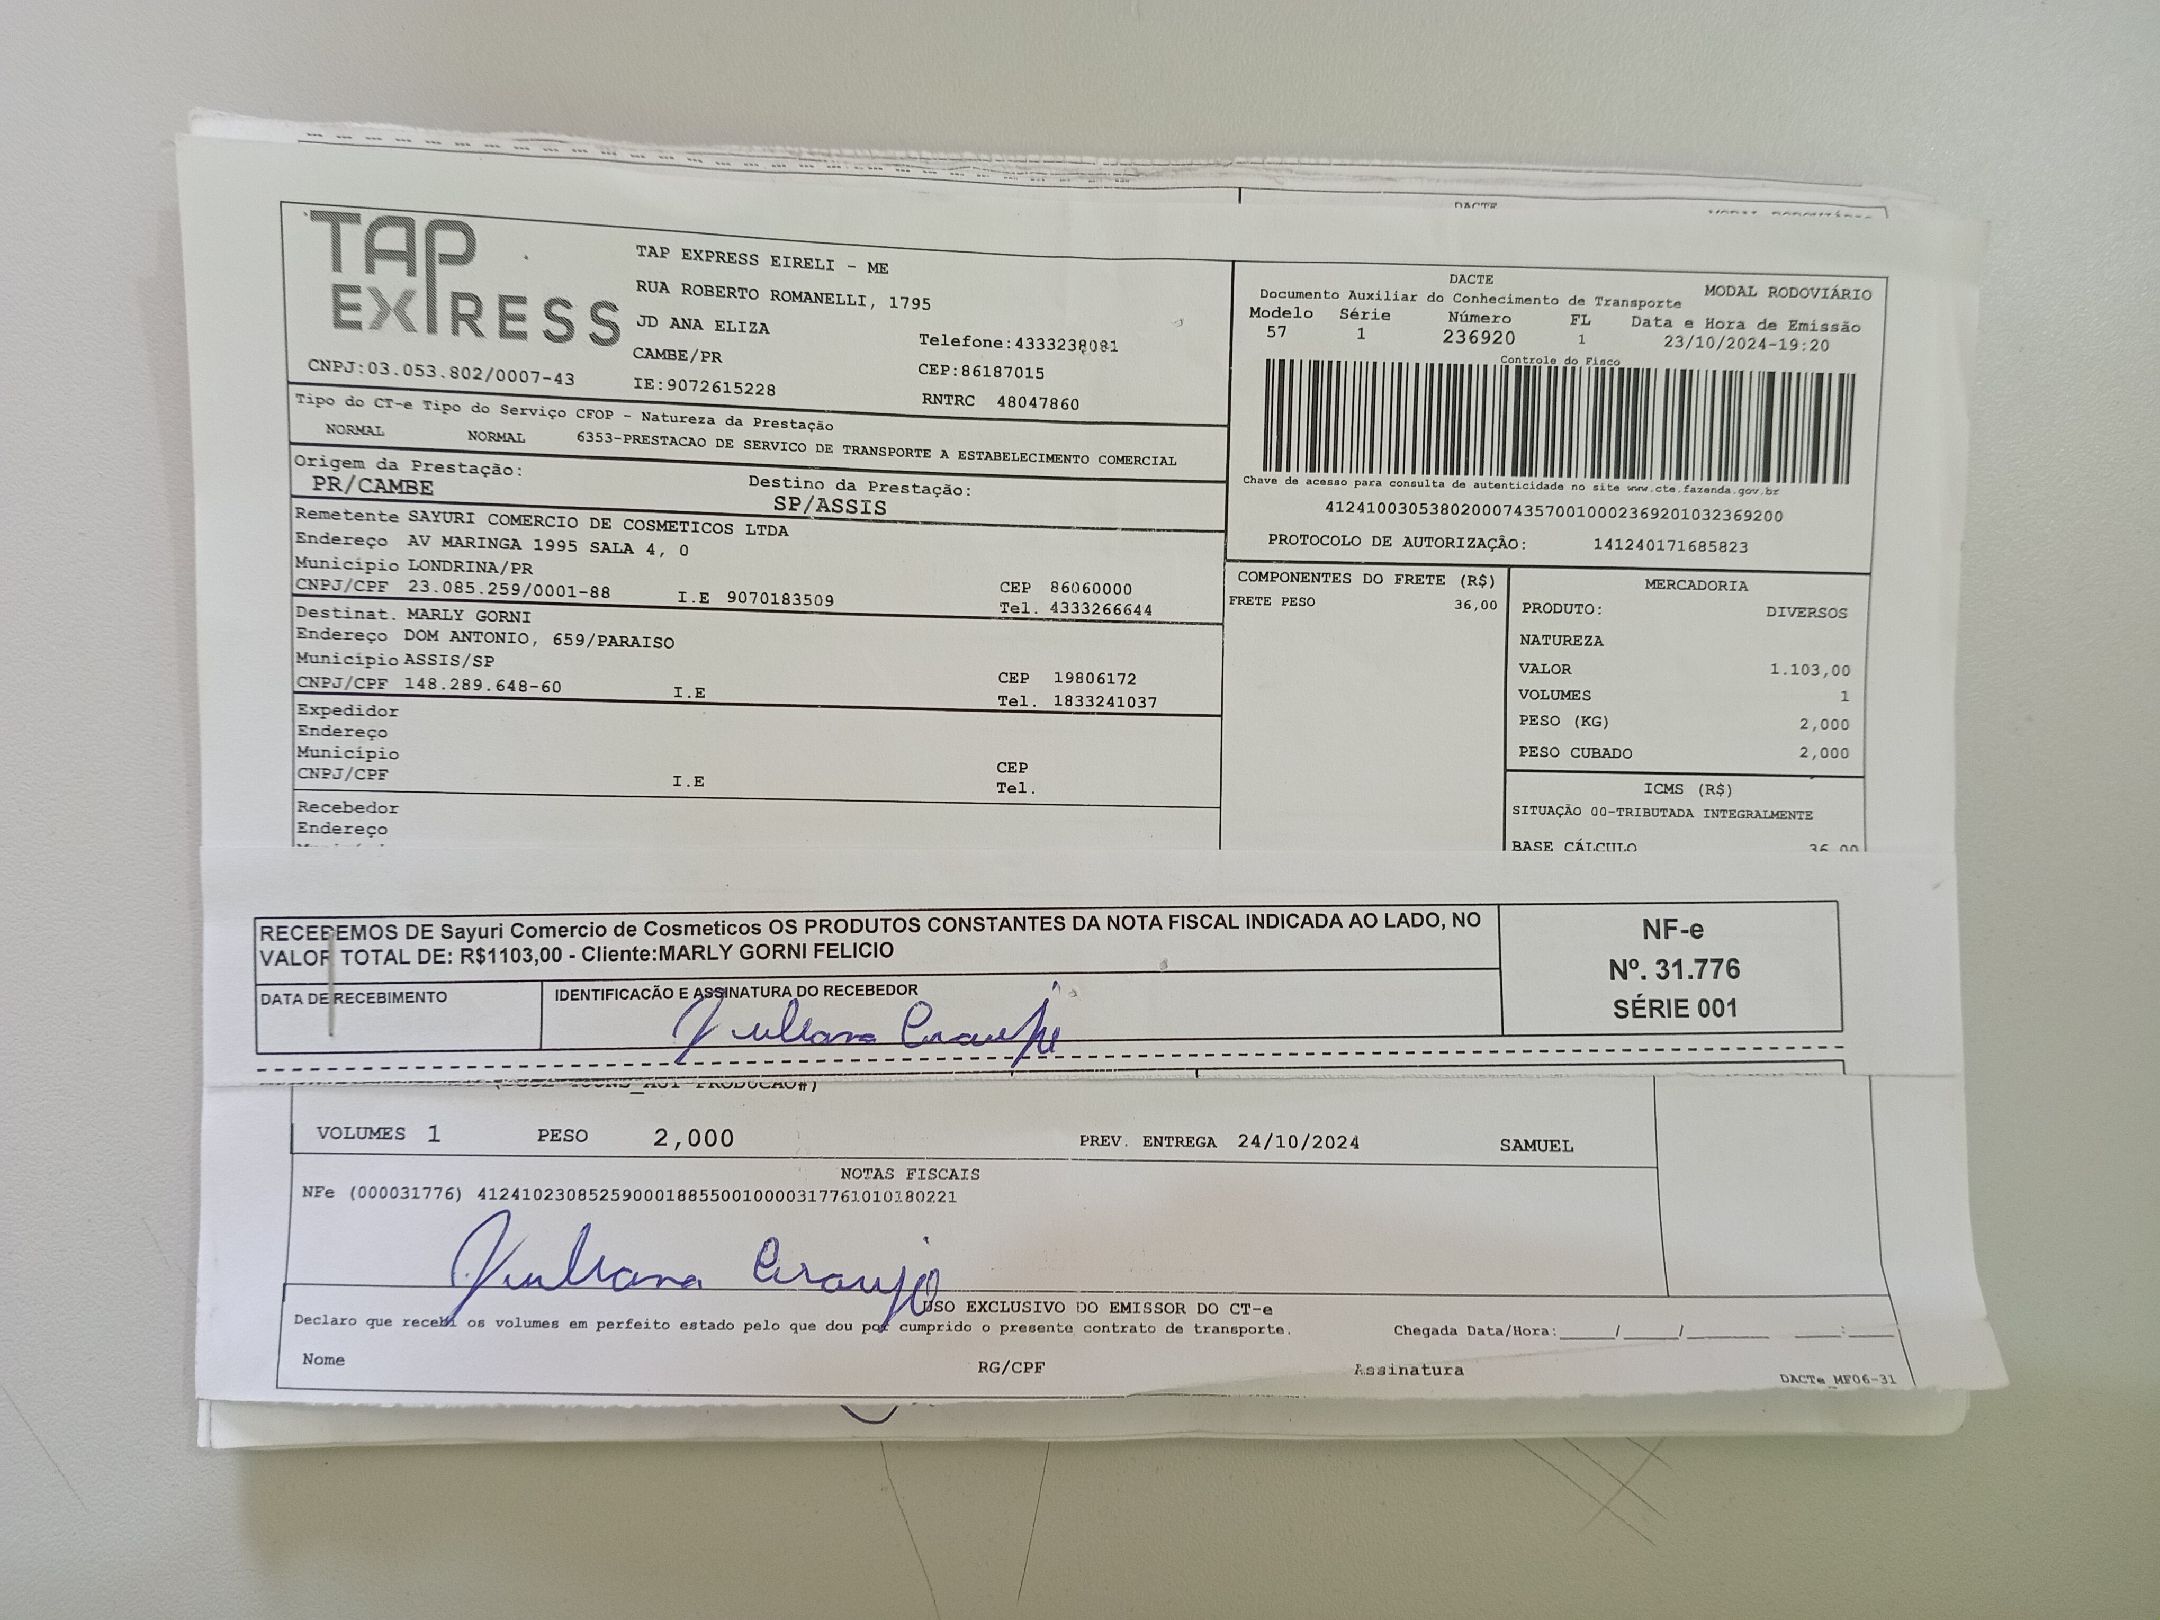 DACTE
TAP EXPRESS
TAP EXPRESS EIRELI - ME
RUA ROBERTO ROMANELLI, 1795
JD ANA ELIZA
CAMBE/PR
Telefone:4333238081
CEP:86187015
CNPJ:03.053.802/0007-43
IE:9072615228
RNTRC 48047860
DACTE
MODAL RODOVIÁRIO
Documento Auxiliar do Conhecimento de Transporte
Modelo Série Número FL Data e Hora de Emissão
57 1 236920 1 23/10/2024-19:20
Controle do Fisco
Chave de acesso para consulta de autenticidade no site www.cte.fazenda.gov.br
41241003053802000743570010002369201032369200
PROTOCOLO DE AUTORIZAÇÃO: 141240171685823
Tipo do CT-e Tipo do Serviço CFOP - Natureza da Prestação
NORMAL NORMAL 6353-PRESTACAO DE SERVICO DE TRANSPORTE A ESTABELECIMENTO COMERCIAL
Origem da Prestação: Destino da Prestação:
PR/CAMBE SP/ASSIS
Remetente SAYURI COMERCIO DE COSMETICOS LTDA
Endereço AV MARINGA 1995 SALA 4, 0
Município LONDRINA/PR CEP 86060000
CNPJ/CPF 23.085.259/0001-88 I.E 9070183509 Tel. 4333266644
Destinat. MARLY GORNI
Endereço DOM ANTONIO, 659/PARAISO
Município ASSIS/SP CEP 19806172
CNPJ/CPF 148.289.648-60 I.E Tel. 1833241037
Expedidor
Endereço
Município CEP
CNPJ/CPF I.E Tel.
Recebedor
Endereço
COMPONENTES DO FRETE (R$)
FRETE PESO 36,00
MERCADORIA
PRODUTO: DIVERSOS
NATUREZA
VALOR 1.103,00
VOLUMES 1
PESO (KG) 2,000
PESO CUBADO 2,000
ICMS (R$)
SITUAÇÃO 00-TRIBUTADA INTEGRALMENTE
BASE CÁLCULO 36,00
RECEBEMOS DE Sayuri Comercio de Cosmeticos OS PRODUTOS CONSTANTES DA NOTA FISCAL INDICADA AO LADO, NO
VALOR TOTAL DE: R$1103,00 - Cliente:MARLY GORNI FELICIO
DATA DE RECEBIMENTO
IDENTIFICACÃO E ASSINATURA DO RECEBEDOR
Juliana Araujo
NF-e
Nº. 31.776
SÉRIE 001
VOLUMES 1 PESO 2,000 PREV. ENTREGA 24/10/2024 SAMUEL
NOTAS FISCAIS
NFe (000031776) 41241023085259000188550010000317761010180221
Juliana Araujo
USO EXCLUSIVO DO EMISSOR DO CT-e
Declaro que recebi os volumes em perfeito estado pelo que dou por cumprido o presente contrato de transporte. Chegada Data/Hora:_____/_____/_______ ____:____
Nome RG/CPF Assinatura
DACTe_MF06-31